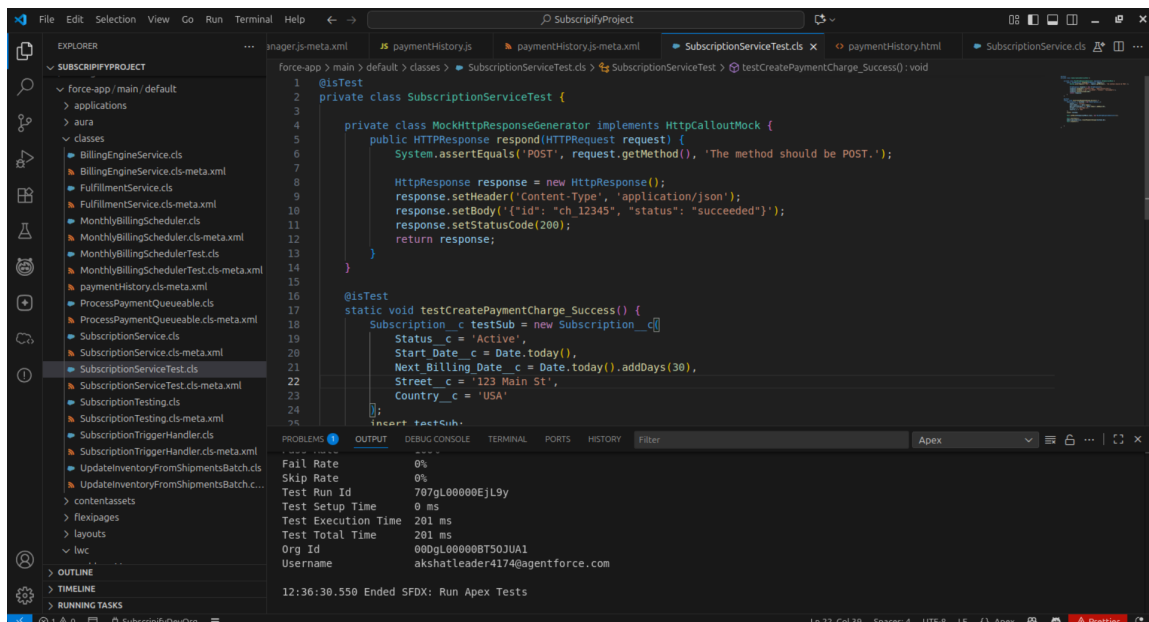 File Edit Selection View Go Run Terminal Help
SubscripifyProject
EXPLORER
SUBSCRIPIFYPROJECT
force-app / main / default
applications
aura
classes
BillingEngineService.cls
BillingEngineService.cls-meta.xml
FulfillmentService.cls
FulfillmentService.cls-meta.xml
MonthlyBillingScheduler.cls
MonthlyBillingScheduler.cls-meta.xml
MonthlyBillingSchedulerTest.cls
MonthlyBillingSchedulerTest.cls-meta.xml
paymentHistory.cls-meta.xml
ProcessPaymentQueueable.cls
ProcessPaymentQueueable.cls-meta.xml
SubscriptionService.cls
SubscriptionService.cls-meta.xml
SubscriptionServiceTest.cls
SubscriptionServiceTest.cls-meta.xml
SubscriptionTesting.cls
SubscriptionTesting.cls-meta.xml
SubscriptionTriggerHandler.cls
SubscriptionTriggerHandler.cls-meta.xml
UpdateInventoryFromShipmentsBatch.cls
UpdateInventoryFromShipmentsBatch.c...
contentassets
flexipages
layouts
lwc
OUTLINE
TIMELINE
RUNNING TASKS
anager.js-meta.xml JS paymentHistory.js paymentHistory.js-meta.xml SubscriptionServiceTest.cls paymentHistory.html SubscriptionService.cls
force-app > main > default > classes > SubscriptionServiceTest.cls > SubscriptionServiceTest > testCreatePaymentCharge_Success() : void
1 @isTest
2 private class SubscriptionServiceTest {
3
4 private class MockHttpResponseGenerator implements HttpCalloutMock {
5 public HTTPResponse respond(HTTPRequest request) {
6 System.assertEquals('POST', request.getMethod(), 'The method should be POST.');
7
8 HttpResponse response = new HttpResponse();
9 response.setHeader('Content-Type', 'application/json');
10 response.setBody('{"id": "ch_12345", "status": "succeeded"}');
11 response.setStatusCode(200);
12 return response;
13 }
14 }
15
16 @isTest
17 static void testCreatePaymentCharge_Success() {
18 Subscription__c testSub = new Subscription__c(
19 Status__c = 'Active',
20 Start_Date__c = Date.today(),
21 Next_Billing_Date__c = Date.today().addDays(30),
22 Street__c = '123 Main St',
23 Country__c = 'USA'
24 );
25 insert testSub;
PROBLEMS 1 OUTPUT DEBUG CONSOLE TERMINAL PORTS HISTORY Filter Apex
Fail Rate 0%
Skip Rate 0%
Test Run Id 707gL00000EjL9y
Test Setup Time 0 ms
Test Execution Time 201 ms
Test Total Time 201 ms
Org Id 00DgL00000BT5OJUA1
Username akshatleader4174@agentforce.com
12:36:30.550 Ended SFDX: Run Apex Tests